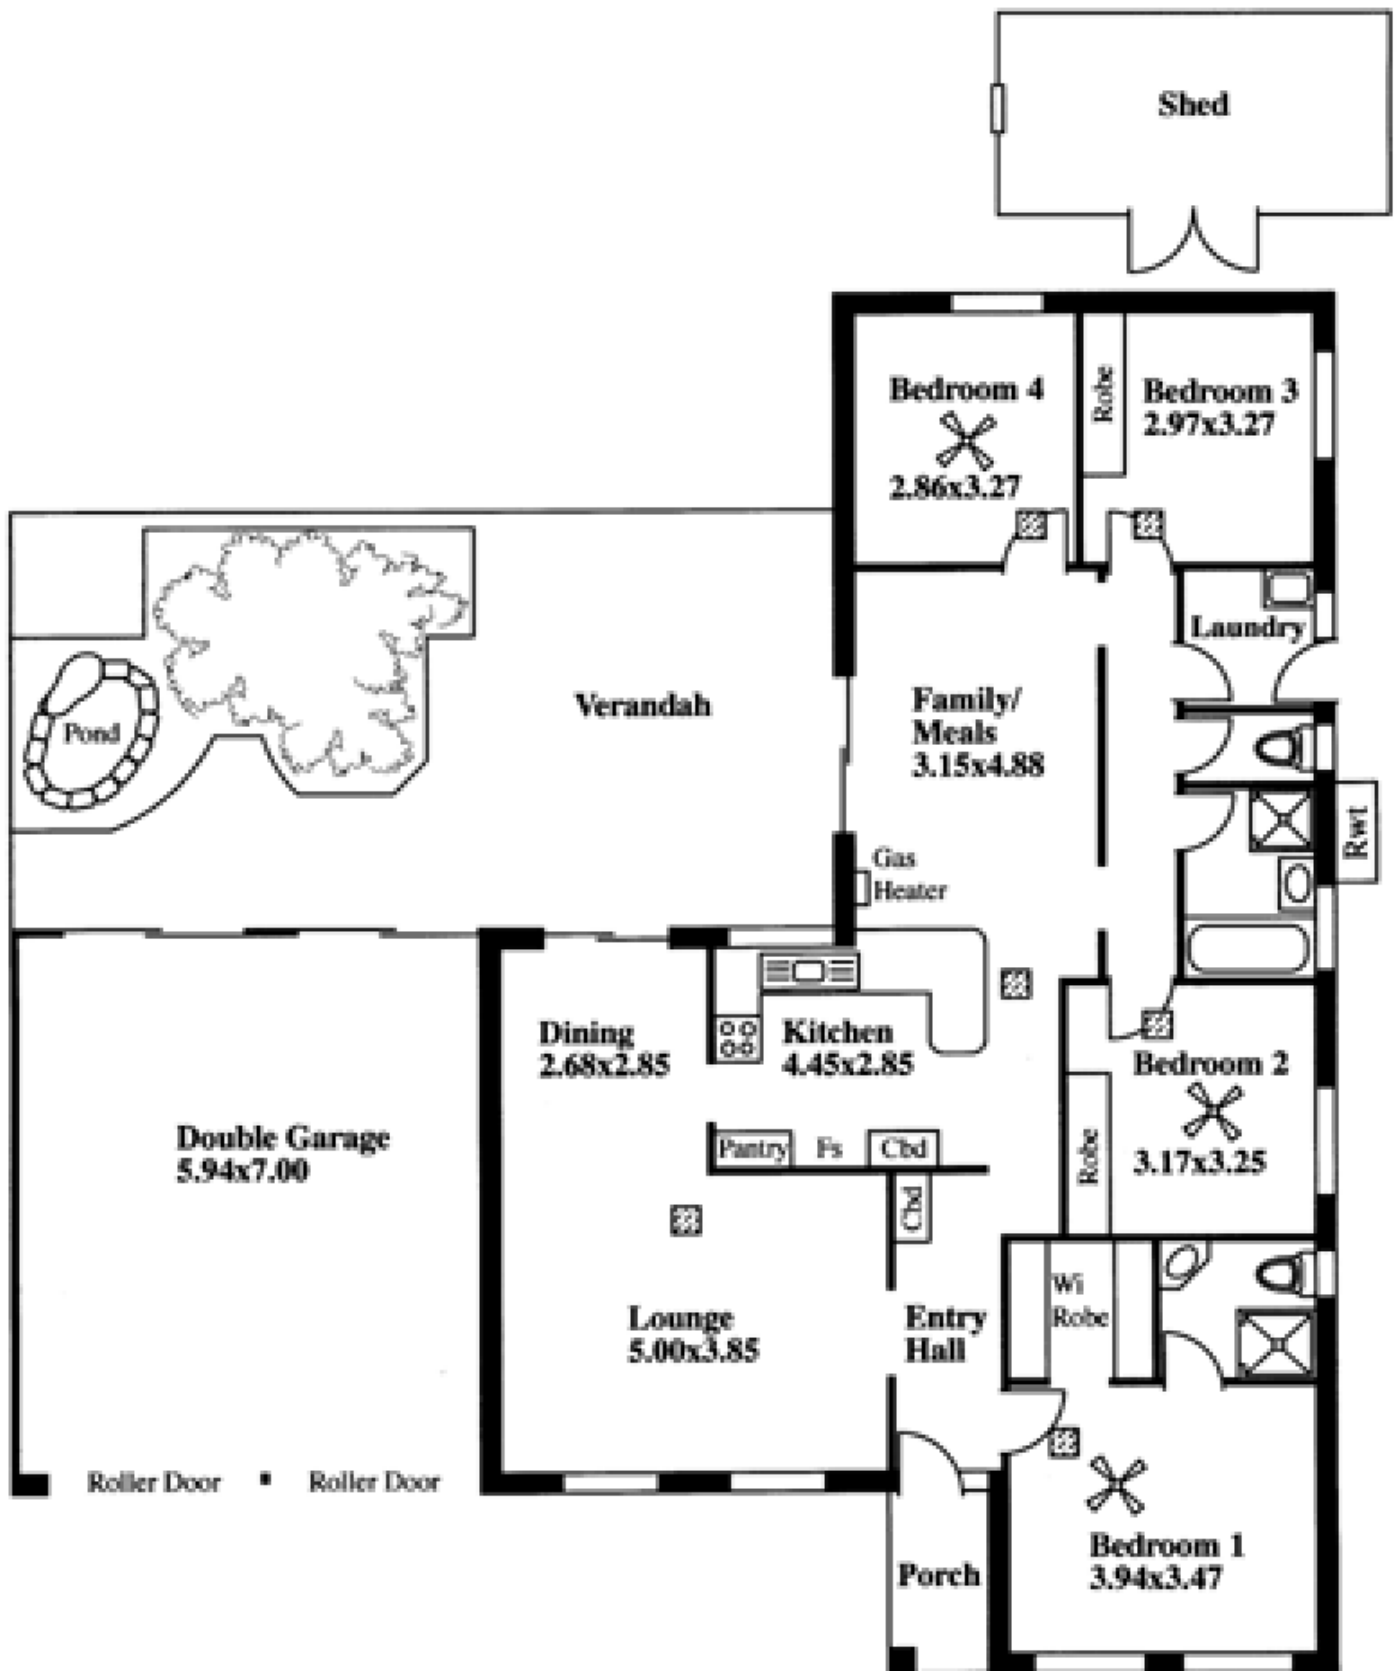 Shed
Bedroom 4
2.86x3.27
Robe
Bedroom 3
2.97x3.27
Laundry
Verandah
Pond
Family/
Meals
3.15x4.88
Gas
Heater
Rwt
Dining
2.68x2.85
Kitchen
4.45x2.85
Bedroom 2
3.17x3.25
Robe
Double Garage
5.94x7.00
Pantry
Fs
Cbd
Cbd
Lounge
5.00x3.85
Entry
Hall
Wi
Robe
Roller Door
Roller Door
Bedroom 1
3.94x3.47
Porch